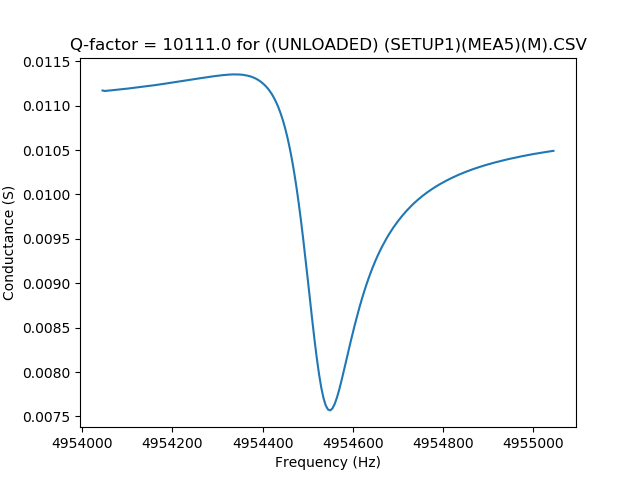 Q-factor = 10111.0 for ((UNLOADED) (SETUP1)(MEA5)(M).CSV
0.0115
0.0110
0.0105
0.0100
0.0095
0.0090
0.0085
0.0080
0.0075
Conductance (S)
4954000 4954200 4954400 4954600 4954800 4955000
Frequency (Hz)